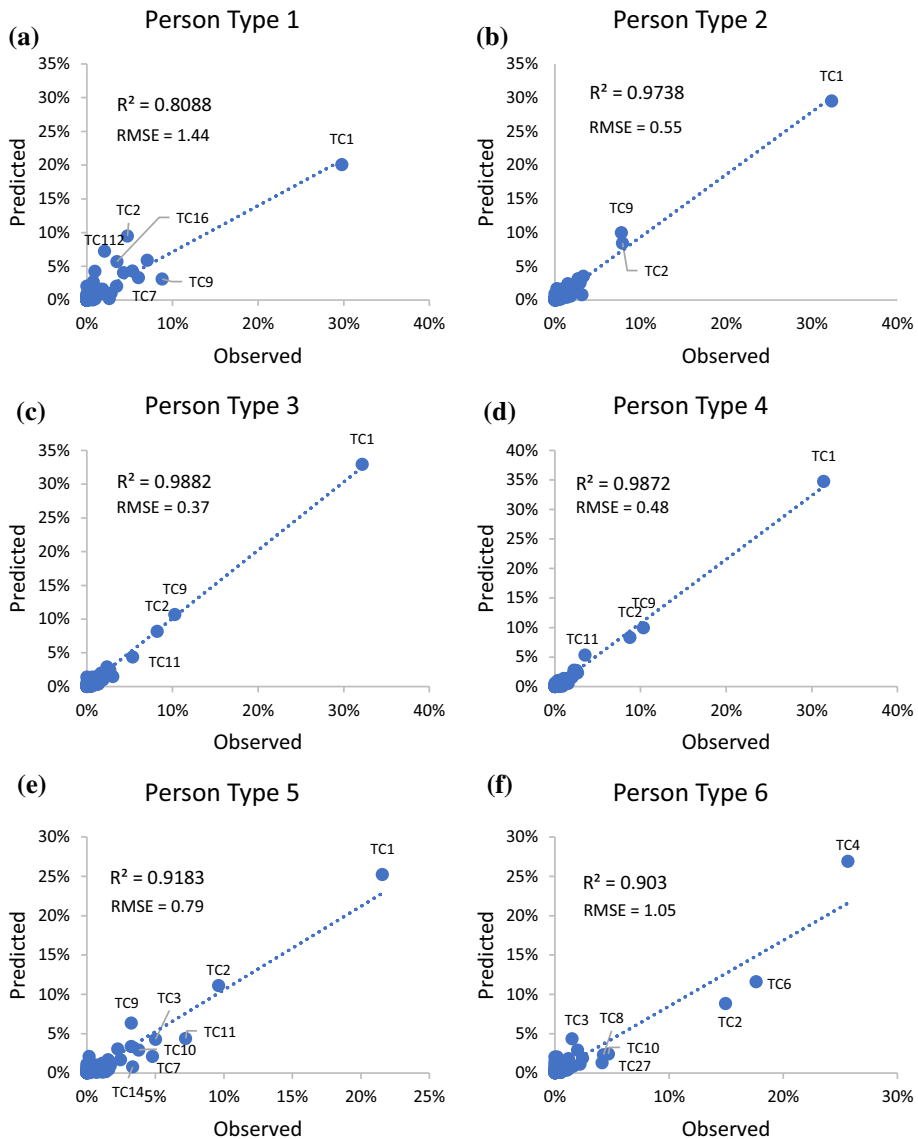 (a)
Person Type 1
35%
30%
25%
20%
15%
10%
5%
0%
Predicted
R² = 0.8088
RMSE = 1.44
TC1
TC2
TC16
TC112
TC7
TC9
0% 10% 20% 30% 40%
Observed
(b)
Person Type 2
35%
30%
25%
20%
15%
10%
5%
0%
Predicted
R² = 0.9738
RMSE = 0.55
TC1
TC9
TC2
0% 10% 20% 30% 40%
Observed
(c)
Person Type 3
35%
30%
25%
20%
15%
10%
5%
0%
Predicted
R² = 0.9882
RMSE = 0.37
TC1
TC9
TC2
TC11
0% 10% 20% 30% 40%
Observed
(d)
Person Type 4
40%
35%
30%
25%
20%
15%
10%
5%
0%
Predicted
R² = 0.9872
RMSE = 0.48
TC1
TC9
TC2
TC11
0% 10% 20% 30% 40%
Observed
(e)
Person Type 5
30%
25%
20%
15%
10%
5%
0%
Predicted
R² = 0.9183
RMSE = 0.79
TC1
TC2
TC9
TC3
TC11
TC10
TC7
TC14
0% 5% 10% 15% 20% 25%
Observed
(f)
Person Type 6
30%
25%
20%
15%
10%
5%
0%
Predicted
R² = 0.903
RMSE = 1.05
TC4
TC6
TC2
TC3
TC8
TC10
TC27
0% 10% 20% 30%
Observed